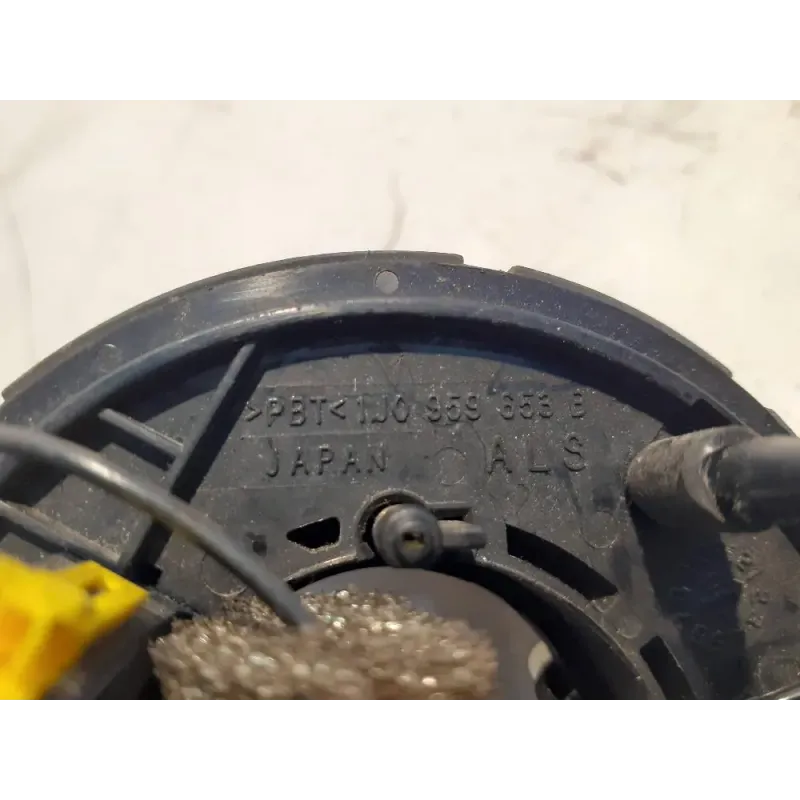 >PBT< 1J0 959 653 B
JAPAN ALS